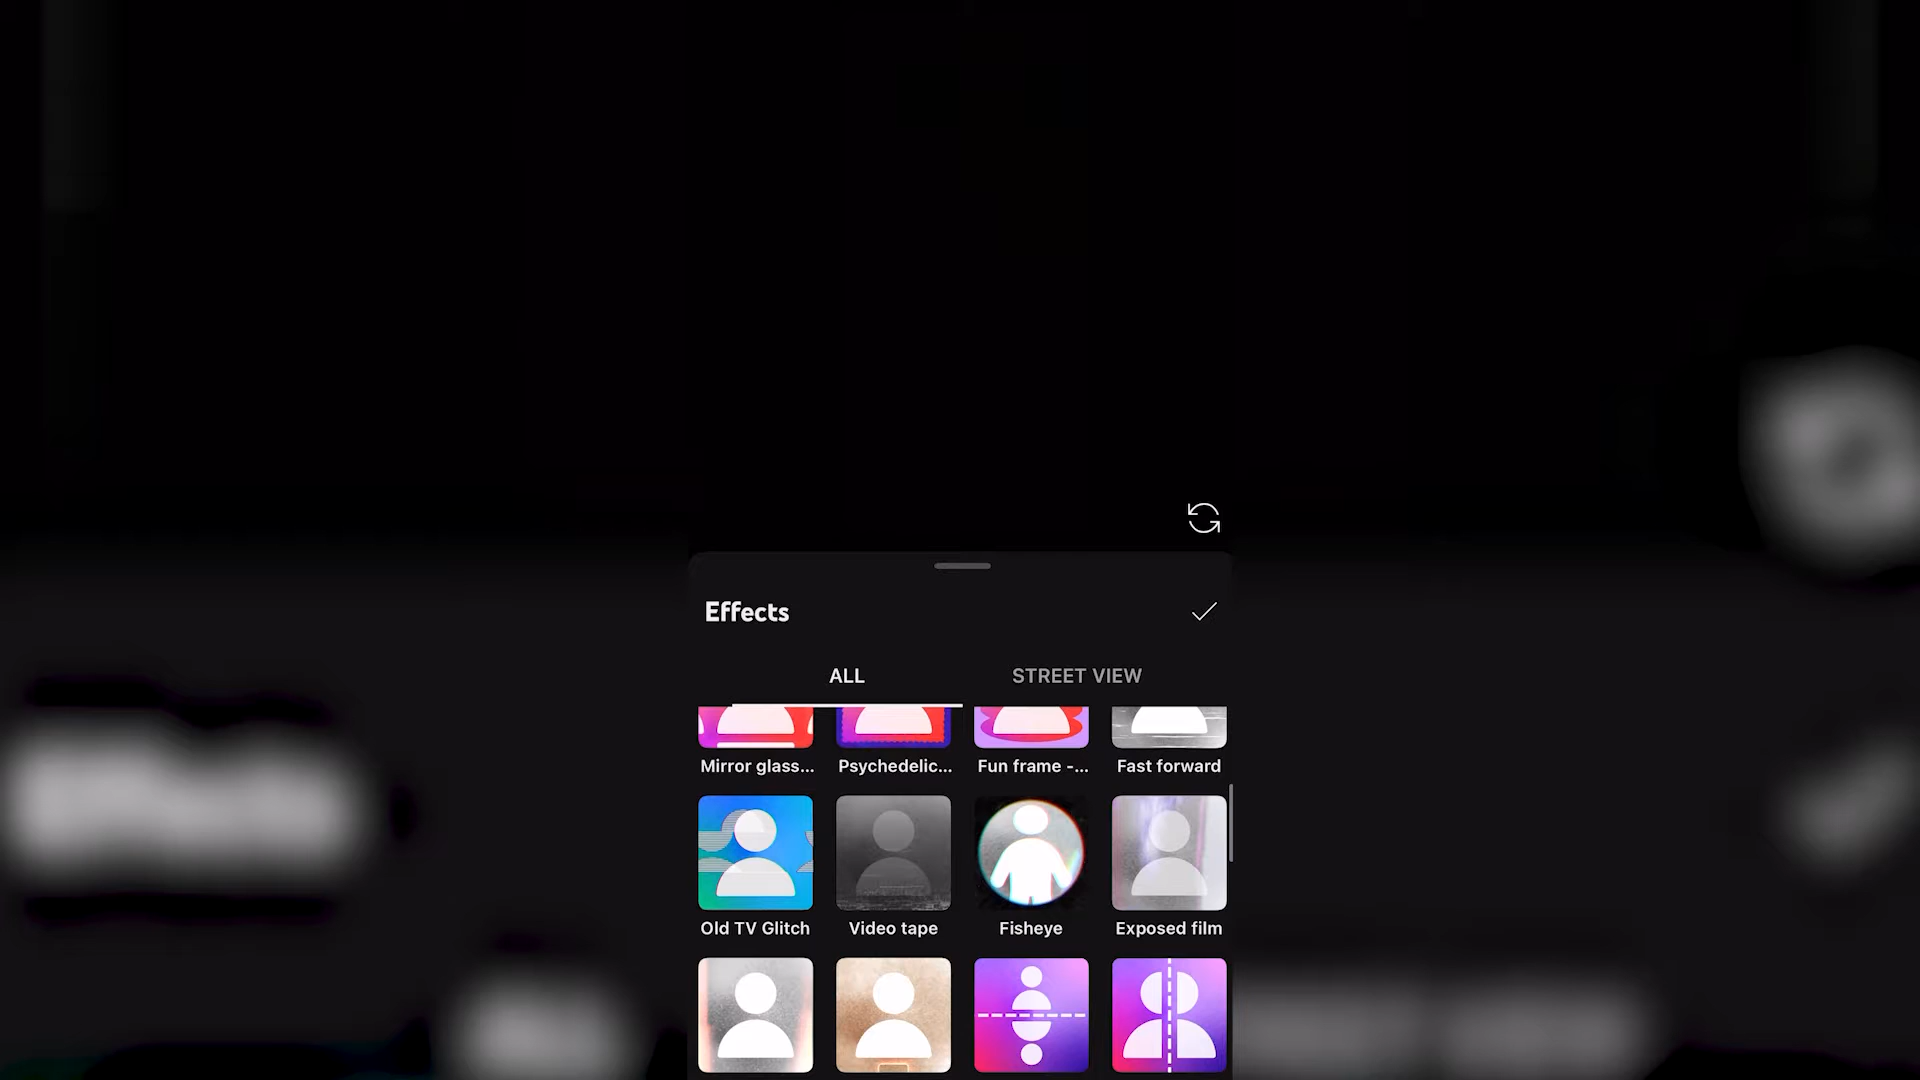 Effects
ALL STREET VIEW
Mirror glass... Psychedelic... Fun frame -... Fast forward
Old TV Glitch Video tape Fisheye Exposed film